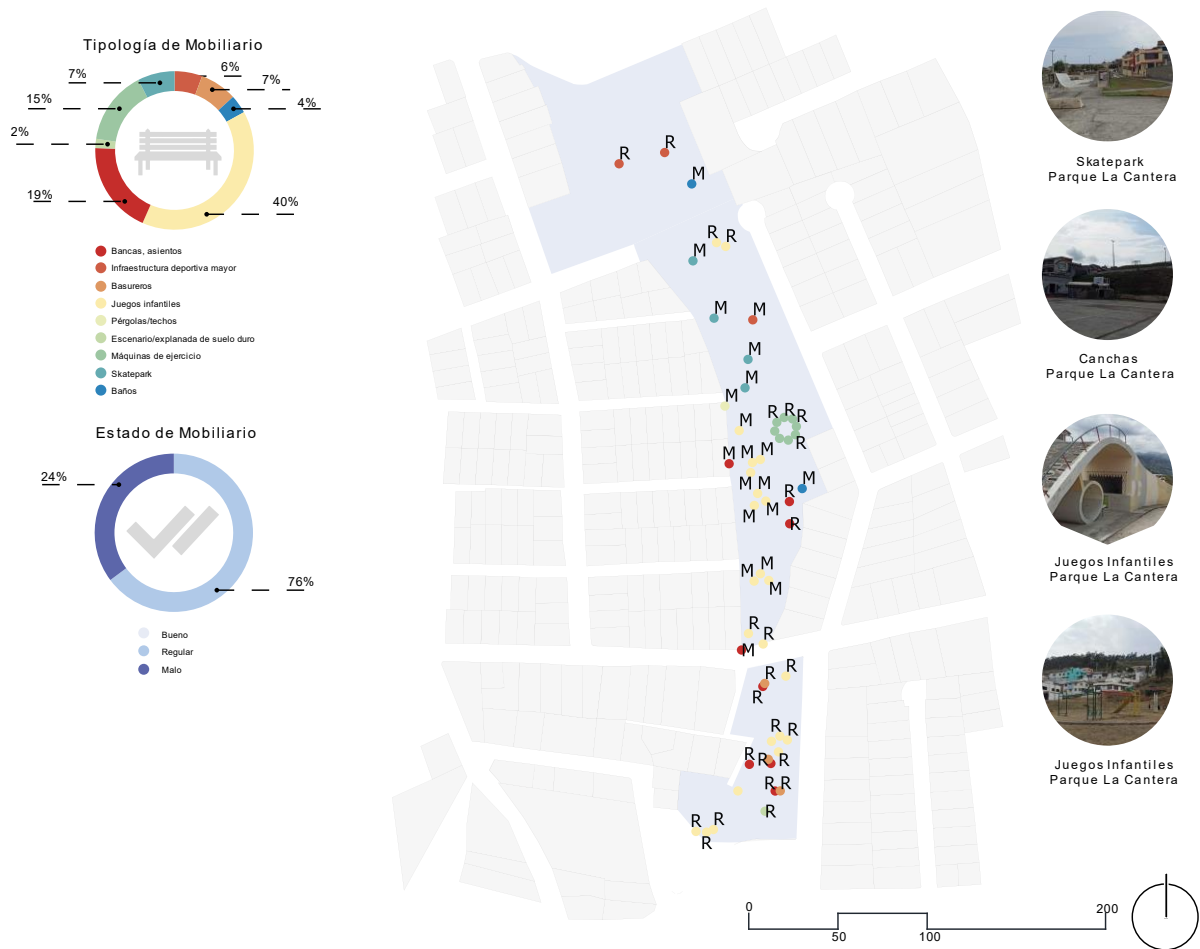 Tipología de Mobiliario
7%
6%
7%
15%
4%
2%
19%
40%
Bancas, asientos
Infraestructura deportiva mayor
Basureros
Juegos infantiles
Pérgolas/techos
Escenario/explanada de suelo duro
Máquinas de ejercicio
Skatepark
Baños
Estado de Mobiliario
24%
76%
Bueno
Regular
Malo
R
R
M
R R
M
M
M
M
M
M
R R R
M
R
M M M
M M
M
R
M
M
R
M M
M
R
R
M
R
R
R
R R
R R R
R R
R
R R
R
Skatepark
Parque La Cantera
Canchas
Parque La Cantera
Juegos Infantiles
Parque La Cantera
Juegos Infantiles
Parque La Cantera
0
50
100
200